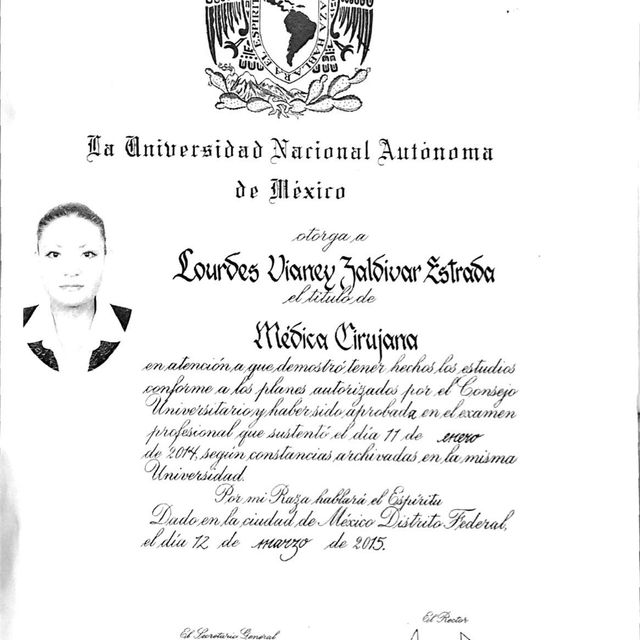 EL ESPIRIT
AZA HABLARA
La Universidad Nacional Autónoma
de México
otorga a
Lourdes Vianey Zaldivar Estrada
el título de
Médica Cirujana
en atención a que demostró tener hechos los estudios
conforme a los planes autorizados por el Consejo
Universitario y haber sido aprobada en el examen
profesional que sustentó el día 11 de enero
de 2014, según constancias archivadas en la misma
Universidad.
Por mi Raza hablará el Espíritu
Dado en la ciudad de México Distrito Federal,
el día 12 de marzo de 2015.
El Secretario General
El Rector